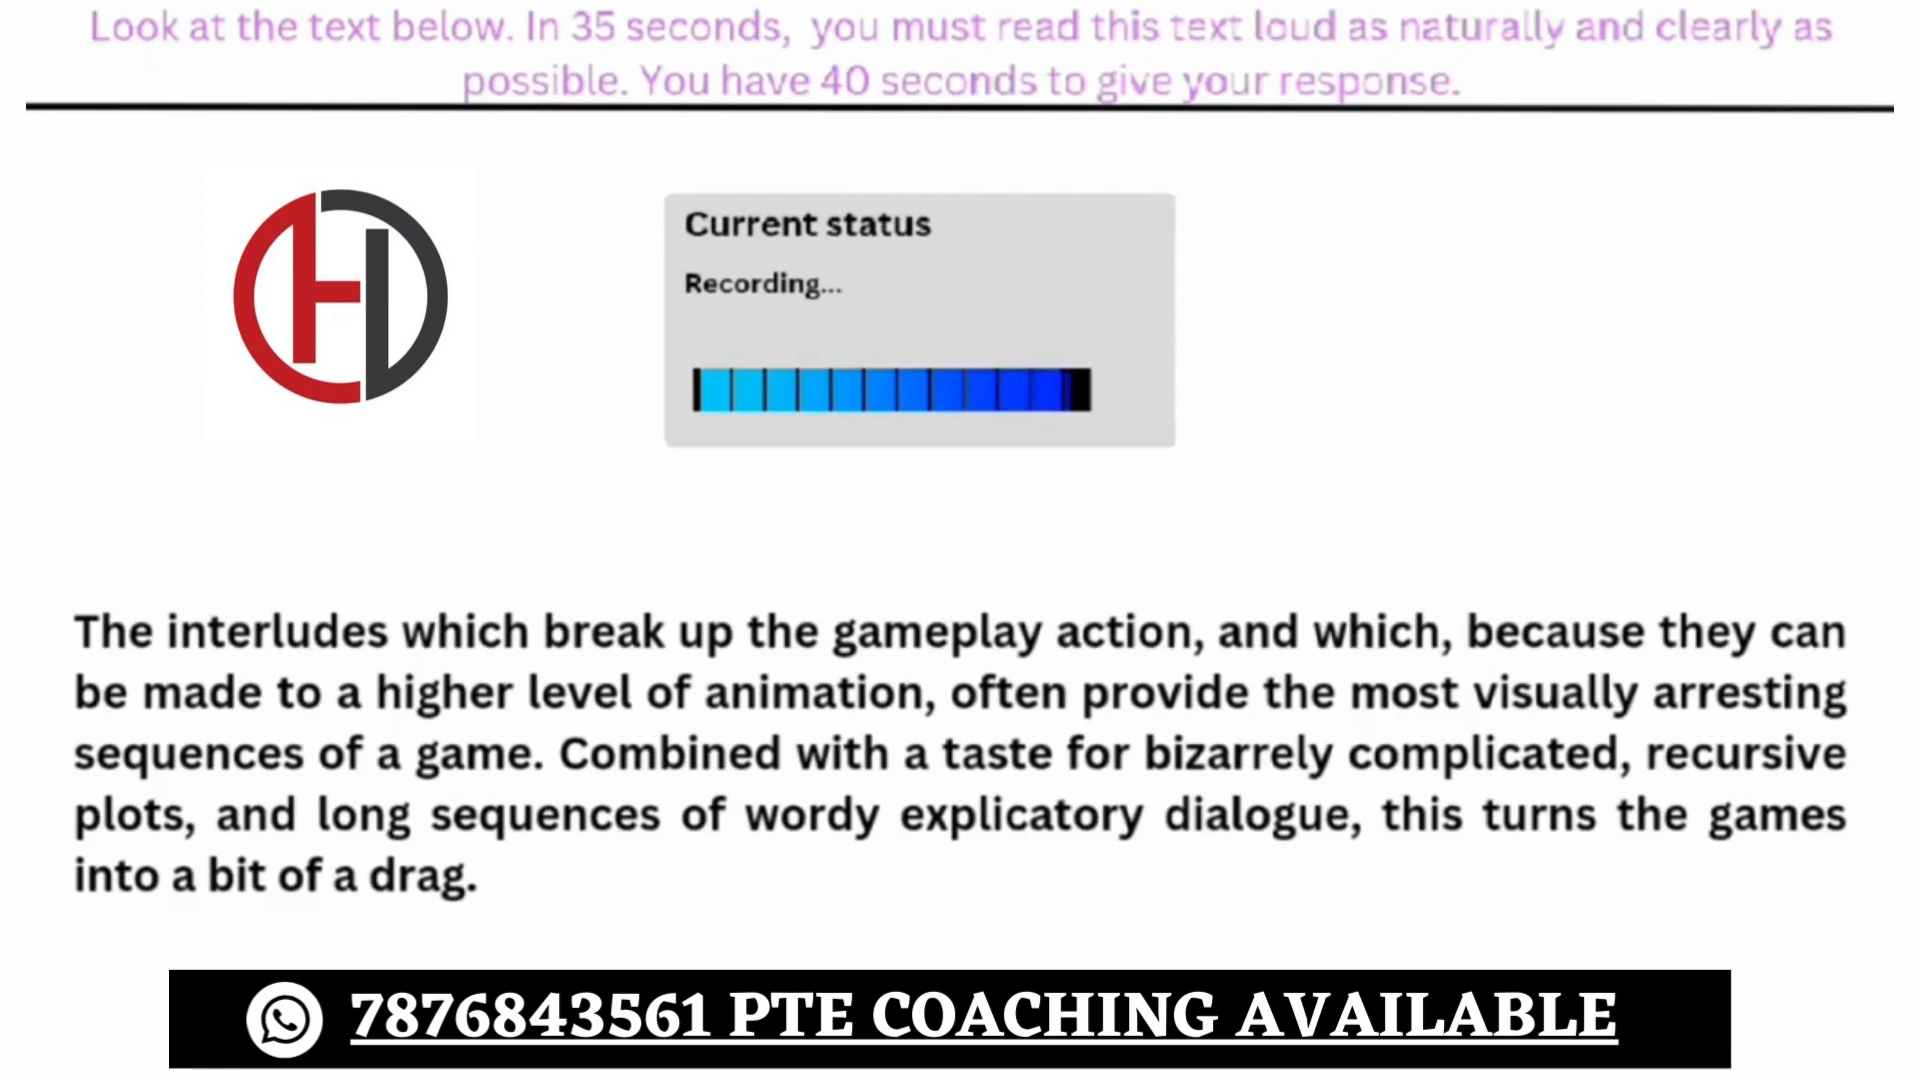 Look at the text below. In 35 seconds, you must read this text loud as naturally and clearly as
possible. You have 40 seconds to give your response.
Current status
Recording...
The interludes which break up the gameplay action, and which, because they can
be made to a higher level of animation, often provide the most visually arresting
sequences of a game. Combined with a taste for bizarrely complicated, recursive
plots, and long sequences of wordy explicatory dialogue, this turns the games
into a bit of a drag.
7876843561 PTE COACHING AVAILABLE